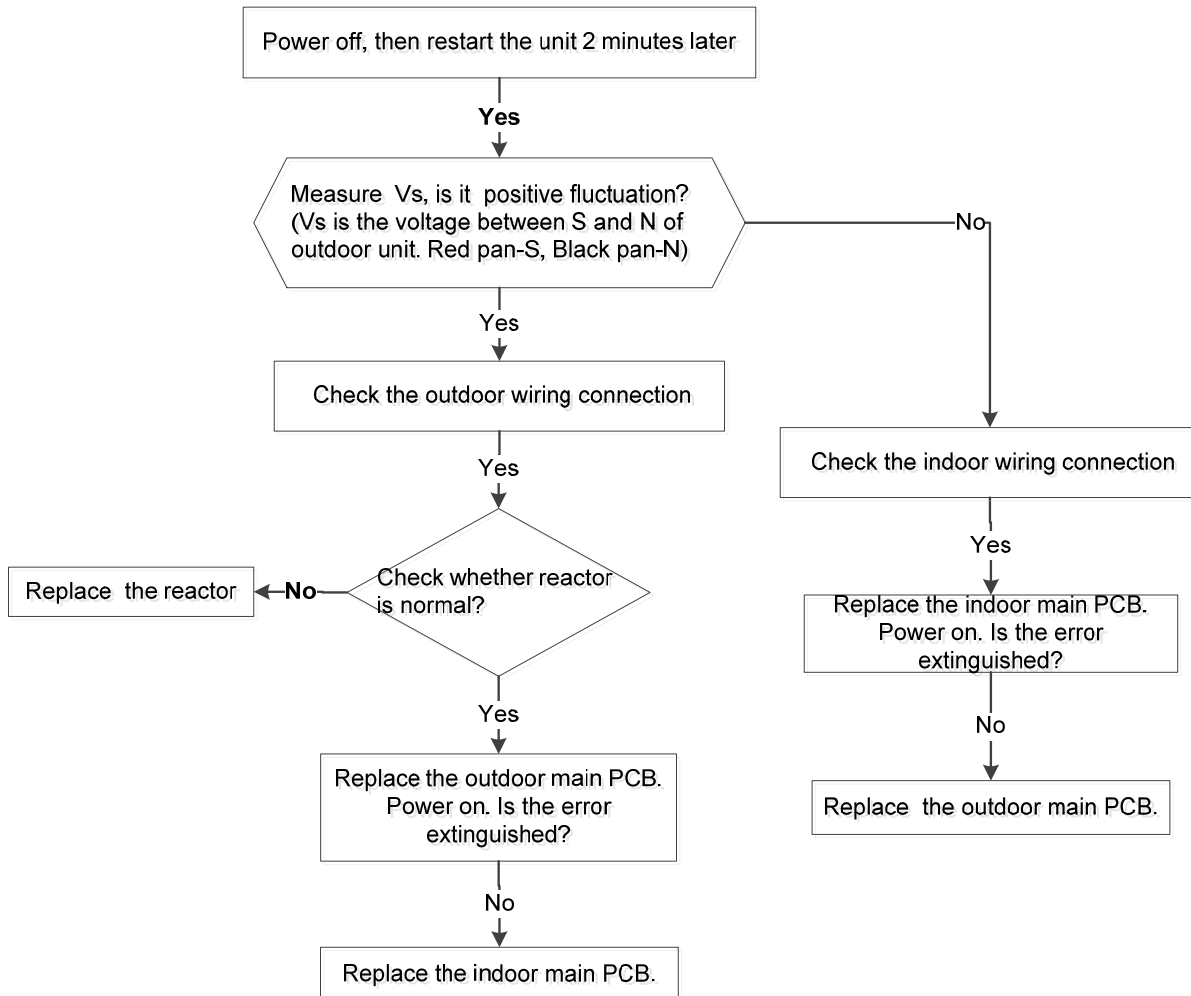 Power off, then restart the unit 2 minutes later
Yes
Measure Vs, is it positive fluctuation?
(Vs is the voltage between S and N of
outdoor unit. Red pan-S, Black pan-N)
No
Yes
Check the outdoor wiring connection
Yes
Check the indoor wiring connection
Yes
Check whether reactor
is normal?
No
Replace the reactor
Replace the indoor main PCB.
Power on. Is the error
extinguished?
Yes
No
Replace the outdoor main PCB.
Power on. Is the error
extinguished?
Replace the outdoor main PCB.
No
Replace the indoor main PCB.